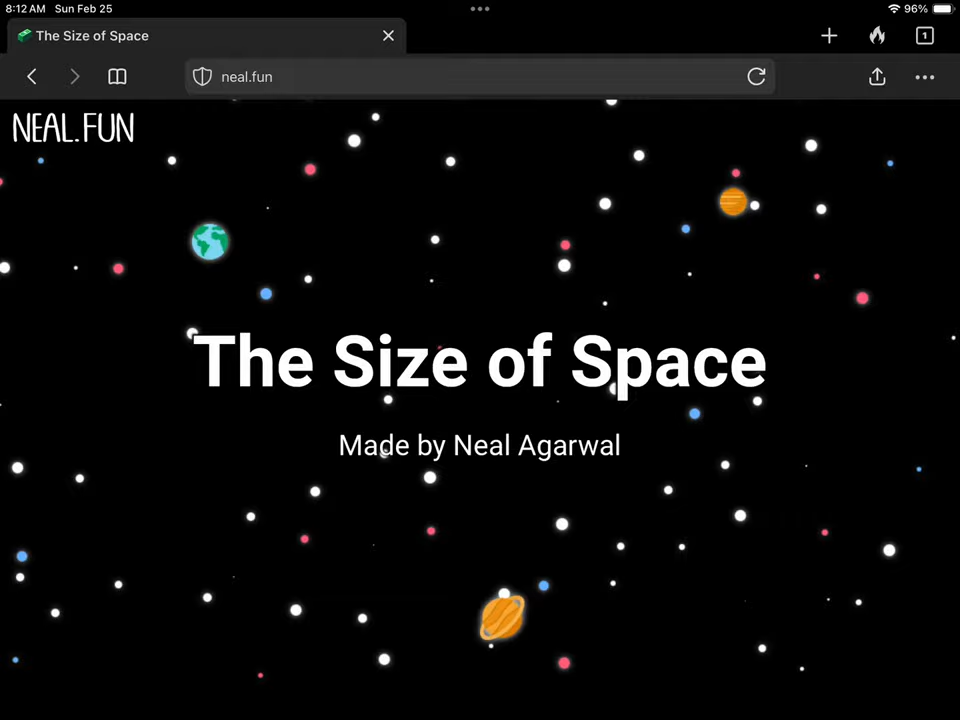 8:12 AM Sun Feb 25
96%
The Size of Space
1
neal.fun
NEAL.FUN
The Size of Space
Made by Neal Agarwal